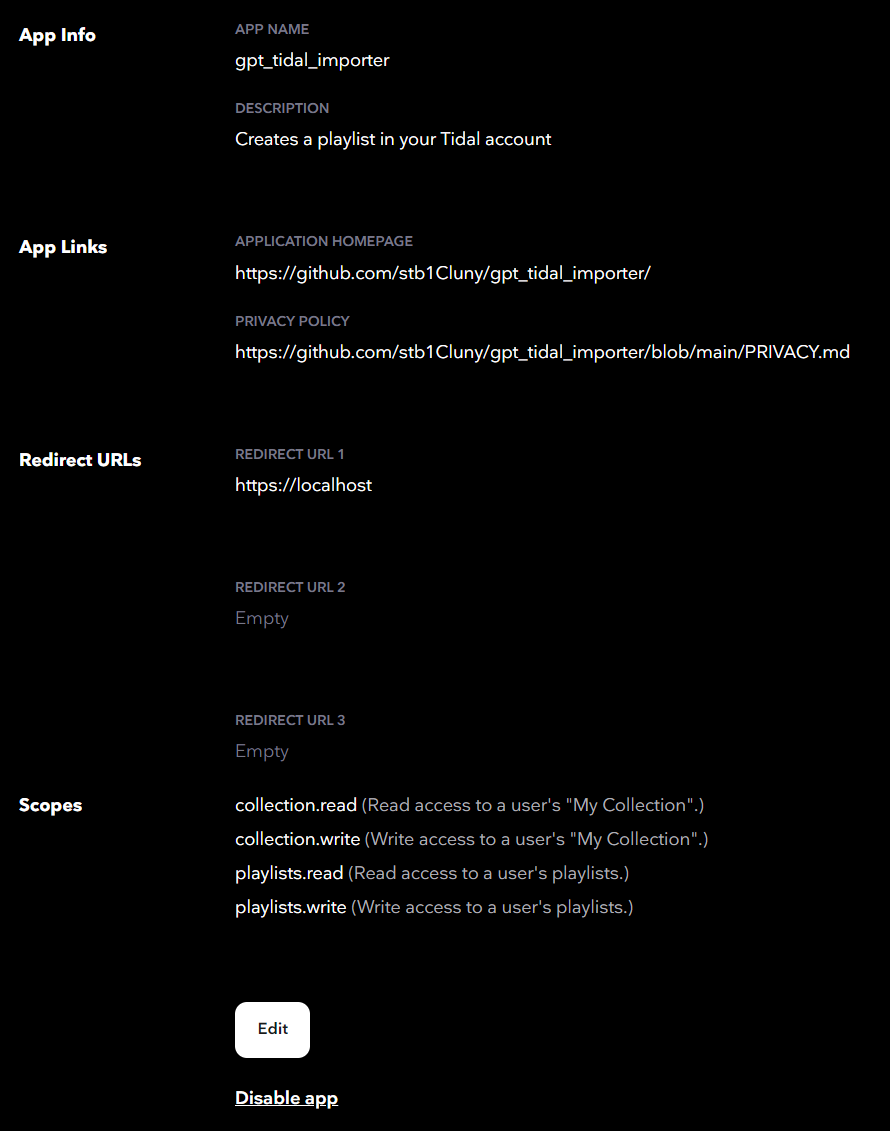 App Info
APP NAME
gpt_tidal_importer
DESCRIPTION
Creates a playlist in your Tidal account
App Links
APPLICATION HOMEPAGE
https://github.com/stb1Cluny/gpt_tidal_importer/
PRIVACY POLICY
https://github.com/stb1Cluny/gpt_tidal_importer/blob/main/PRIVACY.md
Redirect URLs
REDIRECT URL 1
https://localhost
REDIRECT URL 2
Empty
REDIRECT URL 3
Empty
Scopes
collection.read (Read access to a user's "My Collection".)
collection.write (Write access to a user's "My Collection".)
playlists.read (Read access to a user's playlists.)
playlists.write (Write access to a user's playlists.)
Edit
Disable app